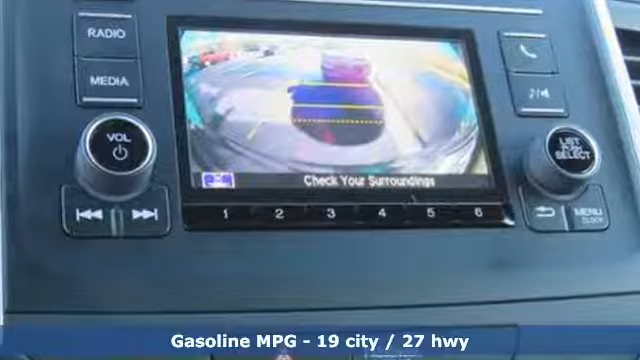 RADIO
MEDIA
VOL
Check Your Surroundings
1 2 3 4 5 6
LIST
PUSH
SELECT
MENU
CLOCK
Gasoline MPG - 19 city / 27 hwy